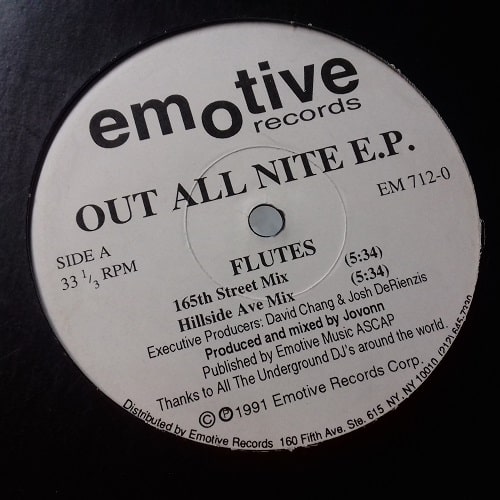 emotive
records
OUT ALL NITE E.P.
SIDE A
33 1/3 RPM
EM 712-0
FLUTES
165th Street Mix (5:34)
Hillside Ave Mix (5:34)
Executive Producers: David Chang & Josh DeRienzis
Produced and mixed by Jovonn
Published by Emotive Music ASCAP
Thanks to All The Underground DJ's around the world.
© ℗ 1991 Emotive Records Corp.
Distributed by Emotive Records 160 Fifth Ave. Ste. 615 NY, NY 10010 (212) 645-7330